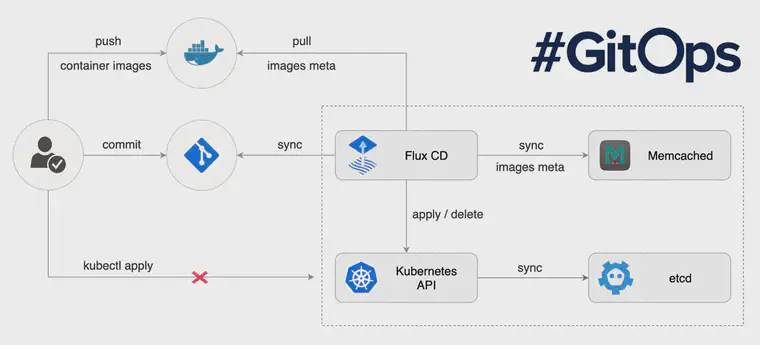 #GitOps
push
container images
pull
images meta
commit
sync
Flux CD
sync
images meta
Memcached
apply / delete
kubectl apply
Kubernetes
API
sync
etcd